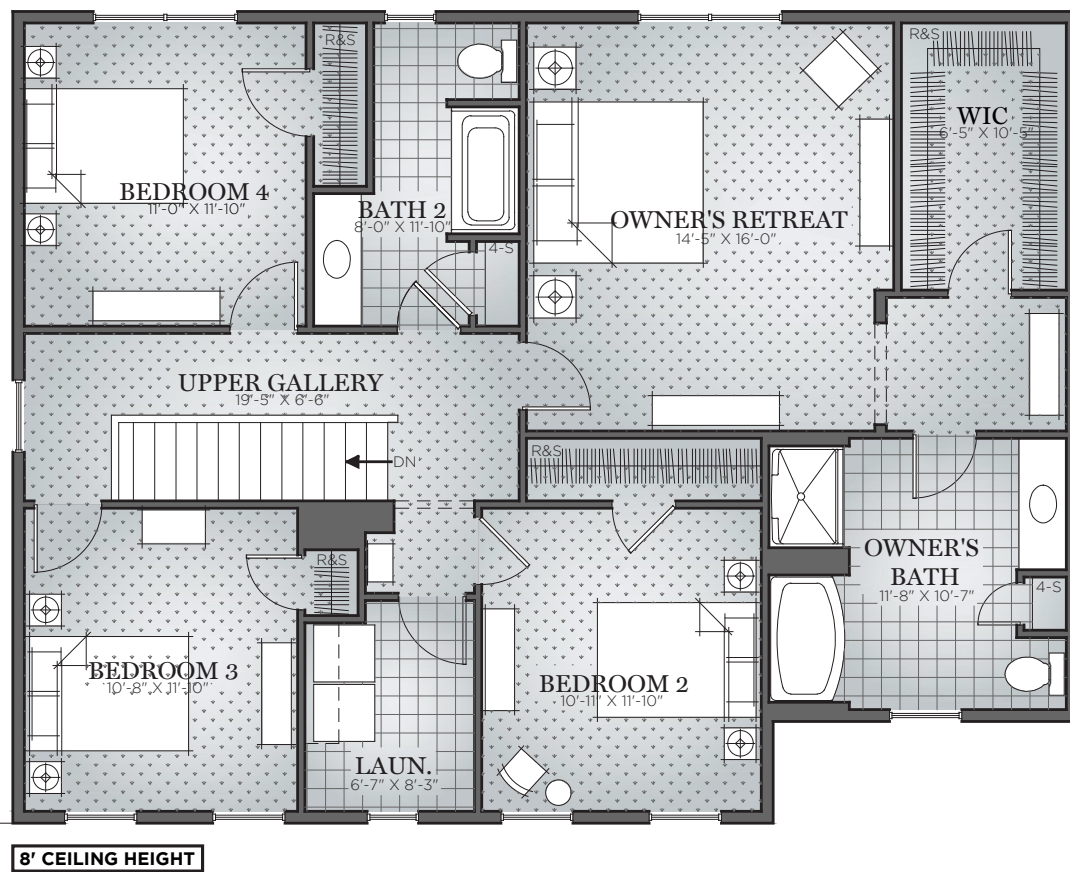 R&S
R&S
WIC
6'-5" X 10'-5"
BEDROOM 4
11'-0" X 11'-10"
BATH 2
8'-0" X 11'-10"
OWNER'S RETREAT
14'-5" X 16'-0"
4-S
UPPER GALLERY
19'-5" X 6'-6"
DN
R&S
OWNER'S
BATH
11'-8" X 10'-7"
R&S
4-S
BEDROOM 3
10'-8" X 11'-10"
BEDROOM 2
10'-11" X 11'-10"
LAUN.
6'-7" X 8'-3"
8' CEILING HEIGHT